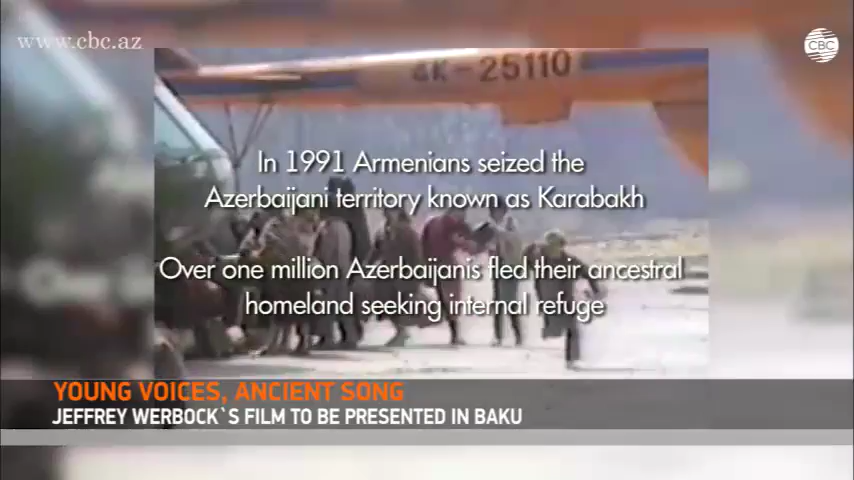 www.cbc.az
CBC
4K-25110
In 1991 Armenians seized the
Azerbaijani territory known as Karabakh
Over one million Azerbaijanis fled their ancestral
homeland seeking internal refuge
YOUNG VOICES, ANCIENT SONG
JEFFREY WERBOCK`S FILM TO BE PRESENTED IN BAKU